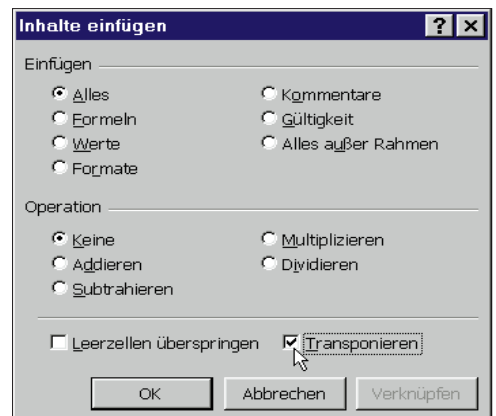 Inhalte einfügen
Einfügen
Alles
Kommentare
Formeln
Gültigkeit
Werte
Alles außer Rahmen
Formate
Operation
Keine
Multiplizieren
Addieren
Dividieren
Subtrahieren
Leerzellen überspringen
Transponieren
OK
Abbrechen
Verknüpfen